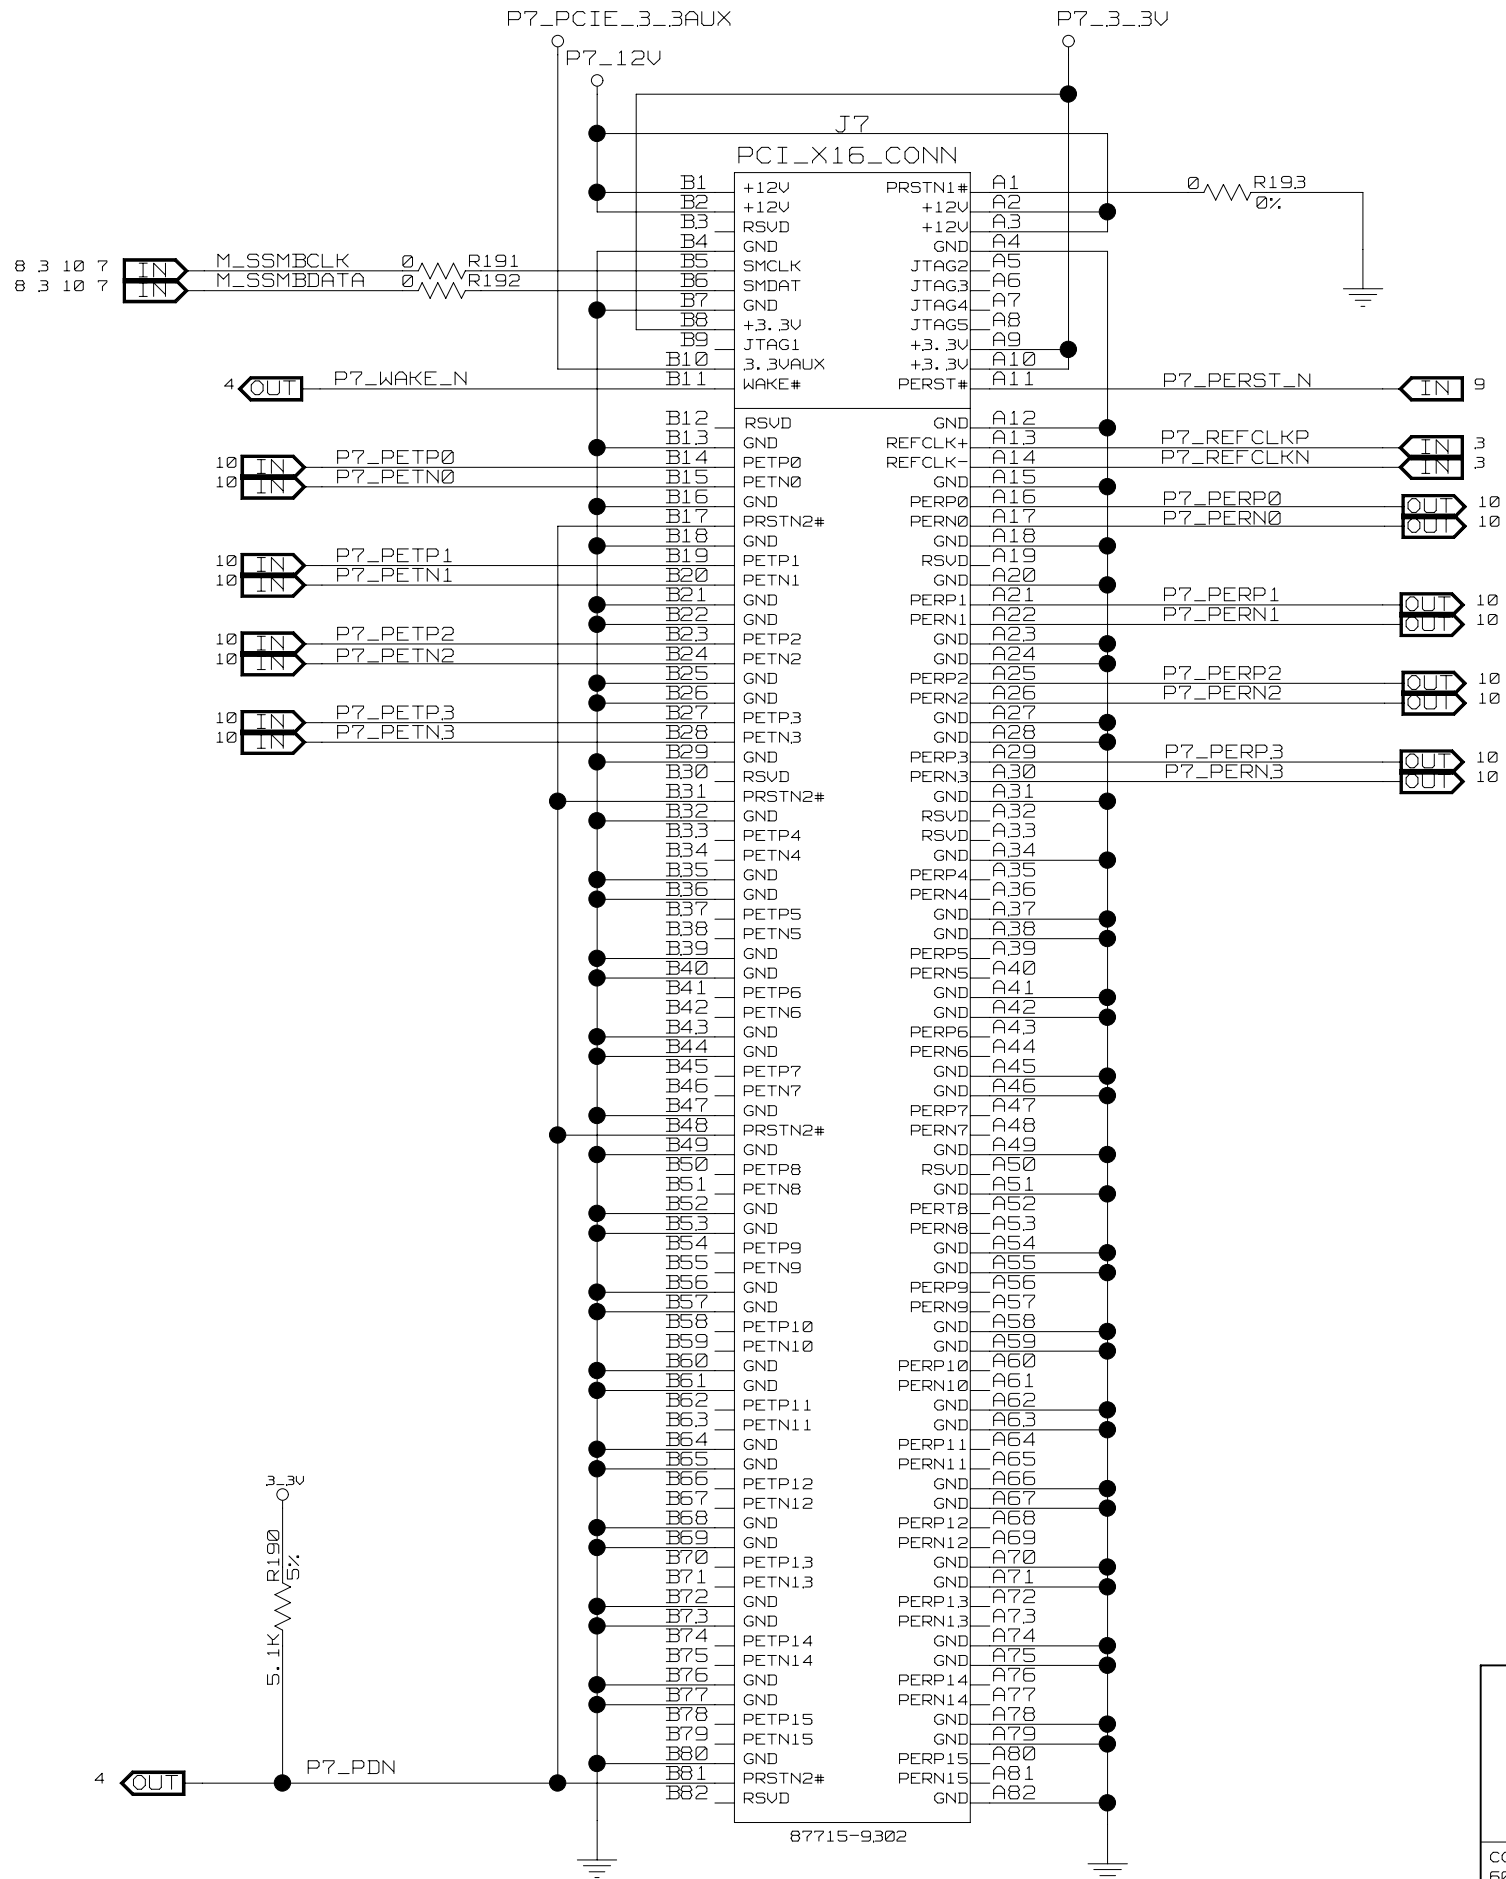 P7_PCIE_3_3AUX P7_3_3V
P7_12V
J7
PCI_X16_CONN
B1 +12V PRSTN1# A1 0 R193
B2 +12V +12V A2 0%
B3 RSVD +12V A3
B4 GND GND A4
8 3 10 7 IN M_SSMBCLK 0 R191 B5 SMCLK JTAG2 A5
8 3 10 7 IN M_SSMBDATA 0 R192 B6 SMDAT JTAG3 A6
B7 GND JTAG4 A7
B8 +3.3V JTAG5 A8
B9 JTAG1 +3.3V A9
B10 3.3VAUX +3.3V A10
4 OUT P7_WAKE_N B11 WAKE# PERST# A11 P7_PERST_N IN 9
B12 RSVD GND A12
B13 GND REFCLK+ A13 P7_REFCLKP IN 3
10 IN P7_PETP0 B14 PETP0 REFCLK- A14 P7_REFCLKN IN 3
10 IN P7_PETN0 B15 PETN0 GND A15
B16 GND PERP0 A16 P7_PERP0 OUT 10
B17 PRSTN2# PERN0 A17 P7_PERN0 OUT 10
B18 GND GND A18
10 IN P7_PETP1 B19 PETP1 RSVD A19
10 IN P7_PETN1 B20 PETN1 GND A20
B21 GND PERP1 A21 P7_PERP1 OUT 10
B22 GND PERN1 A22 P7_PERN1 OUT 10
10 IN P7_PETP2 B23 PETP2 GND A23
10 IN P7_PETN2 B24 PETN2 GND A24
B25 GND PERP2 A25 P7_PERP2 OUT 10
B26 GND PERN2 A26 P7_PERN2 OUT 10
10 IN P7_PETP3 B27 PETP3 GND A27
10 IN P7_PETN3 B28 PETN3 GND A28
B29 GND PERP3 A29 P7_PERP3 OUT 10
B30 RSVD PERN3 A30 P7_PERN3 OUT 10
B31 PRSTN2# GND A31
B32 GND RSVD A32
B33 PETP4 RSVD A33
B34 PETN4 GND A34
B35 GND PERP4 A35
B36 GND PERN4 A36
B37 PETP5 GND A37
B38 PETN5 GND A38
B39 GND PERP5 A39
B40 GND PERN5 A40
B41 PETP6 GND A41
B42 PETN6 GND A42
B43 GND PERP6 A43
B44 GND PERN6 A44
B45 PETP7 GND A45
B46 PETN7 GND A46
B47 GND PERP7 A47
B48 PRSTN2# PERN7 A48
B49 GND GND A49
B50 PETP8 RSVD A50
B51 PETN8 GND A51
B52 GND PERT8 A52
B53 GND PERN8 A53
B54 PETP9 GND A54
B55 PETN9 GND A55
B56 GND PERP9 A56
B57 GND PERN9 A57
B58 PETP10 GND A58
B59 PETN10 GND A59
B60 GND PERP10 A60
B61 GND PERN10 A61
B62 PETP11 GND A62
B63 PETN11 GND A63
B64 GND PERP11 A64
B65 GND PERN11 A65
3_3V B66 PETP12 GND A66
B67 PETN12 GND A67
B68 GND PERP12 A68
R190 5% B69 GND PERN12 A69
B70 PETP13 GND A70
B71 PETN13 GND A71
B72 GND PERP13 A72
B73 GND PERN13 A73
5.1K B74 PETP14 GND A74
B75 PETN14 GND A75
B76 GND PERP14 A76
B77 GND PERN14 A77
B78 PETP15 GND A78
B79 PETN15 GND A79
B80 GND PERP15 A80
4 OUT P7_PDN B81 PRSTN2# PERN15 A81
B82 RSVD GND A82
87715-9302